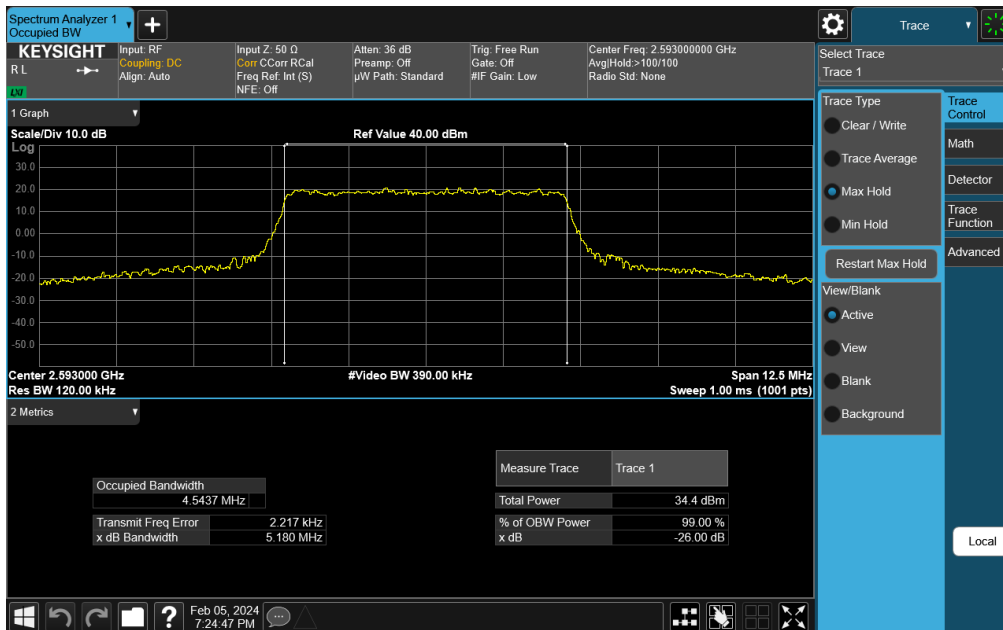 Spectrum Analyzer 1
Occupied BW
Trace
KEYSIGHT
R L
LXI
Input: RF
Coupling: DC
Align: Auto
Input Z: 50 Ω
Corr CCorr RCal
Freq Ref: Int (S)
NFE: Off
Atten: 36 dB
Preamp: Off
µW Path: Standard
Trig: Free Run
Gate: Off
#IF Gain: Low
Center Freq: 2.593000000 GHz
Avg|Hold:>100/100
Radio Std: None
Select Trace
Trace 1
1 Graph
Scale/Div 10.0 dB
Ref Value 40.00 dBm
Log
30.0
20.0
10.0
0.00
-10.0
-20.0
-30.0
-40.0
-50.0
Center 2.593000 GHz
#Video BW 390.00 kHz
Span 12.5 MHz
Res BW 120.00 kHz
Sweep 1.00 ms (1001 pts)
2 Metrics
Occupied Bandwidth
4.5437 MHz
Transmit Freq Error 2.217 kHz
x dB Bandwidth 5.180 MHz
Measure Trace Trace 1
Total Power 34.4 dBm
% of OBW Power 99.00 %
x dB -26.00 dB
Trace Type
Clear / Write
Trace Average
Max Hold
Min Hold
Restart Max Hold
View/Blank
Active
View
Blank
Background
Trace
Control
Math
Detector
Trace
Function
Advanced
Local
?
Feb 05, 2024
7:24:47 PM